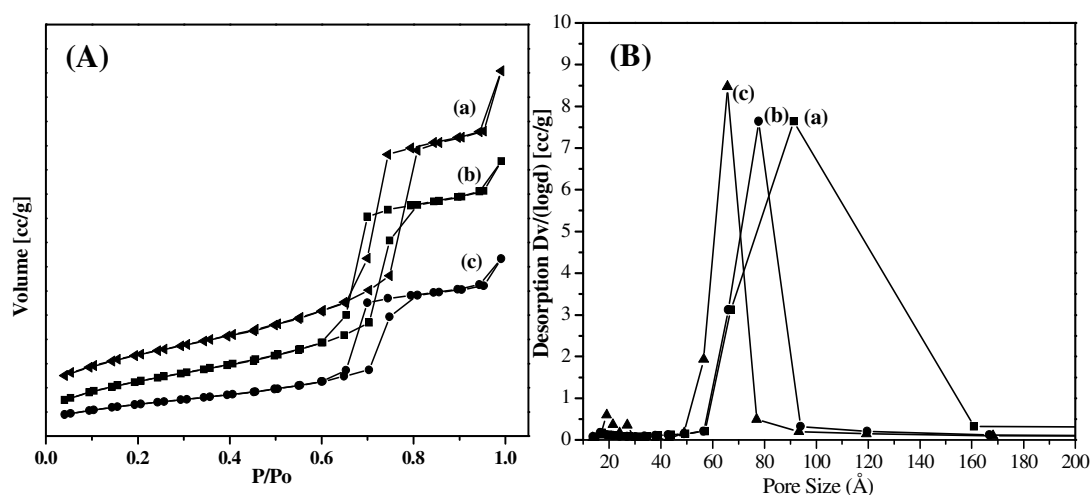 (A)
(a)
(b)
(c)
Volume [cc/g]
0.0 0.2 0.4 0.6 0.8 1.0
P/Po
(B)
(c)
(b)
(a)
Desorption Dv/(logd) [cc/g]
10
9
8
7
6
5
4
3
2
1
0
20 40 60 80 100 120 140 160 180 200
Pore Size (Å)